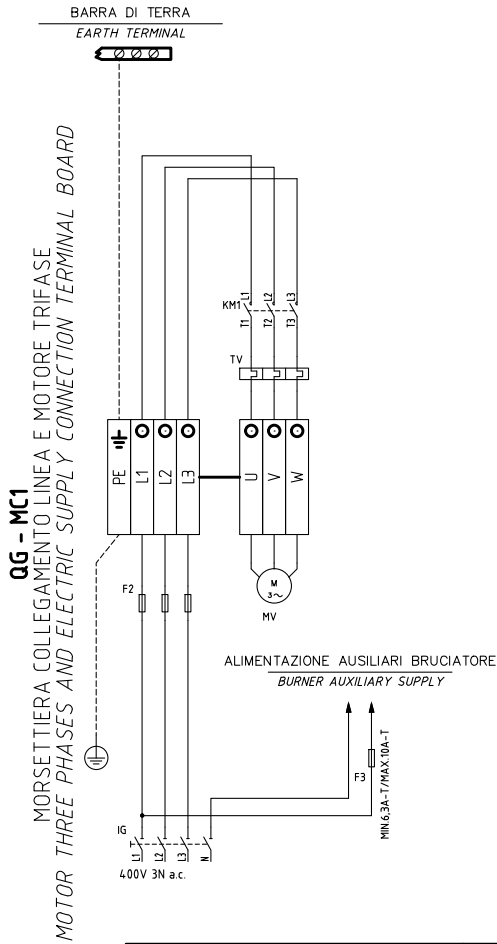 BARRA DI TERRA
EARTH TERMINAL
QG - MC1
MORSETTIERA COLLEGAMENTO LINEA E MOTORE TRIFASE
MOTOR THREE PHASES AND ELECTRIC SUPPLY CONNECTION TERMINAL BOARD
L1 L2 L3
KM1
T1 T2 T3
TV
PE L1 L2 L3 U V W
F2
M
3~
MV
ALIMENTAZIONE AUSILIARI BRUCIATORE
BURNER AUXILIARY SUPPLY
F3
MIN.6,3A-T/MAX.10A-T
IG
L1 L2 L3 N
400V 3N a.c.